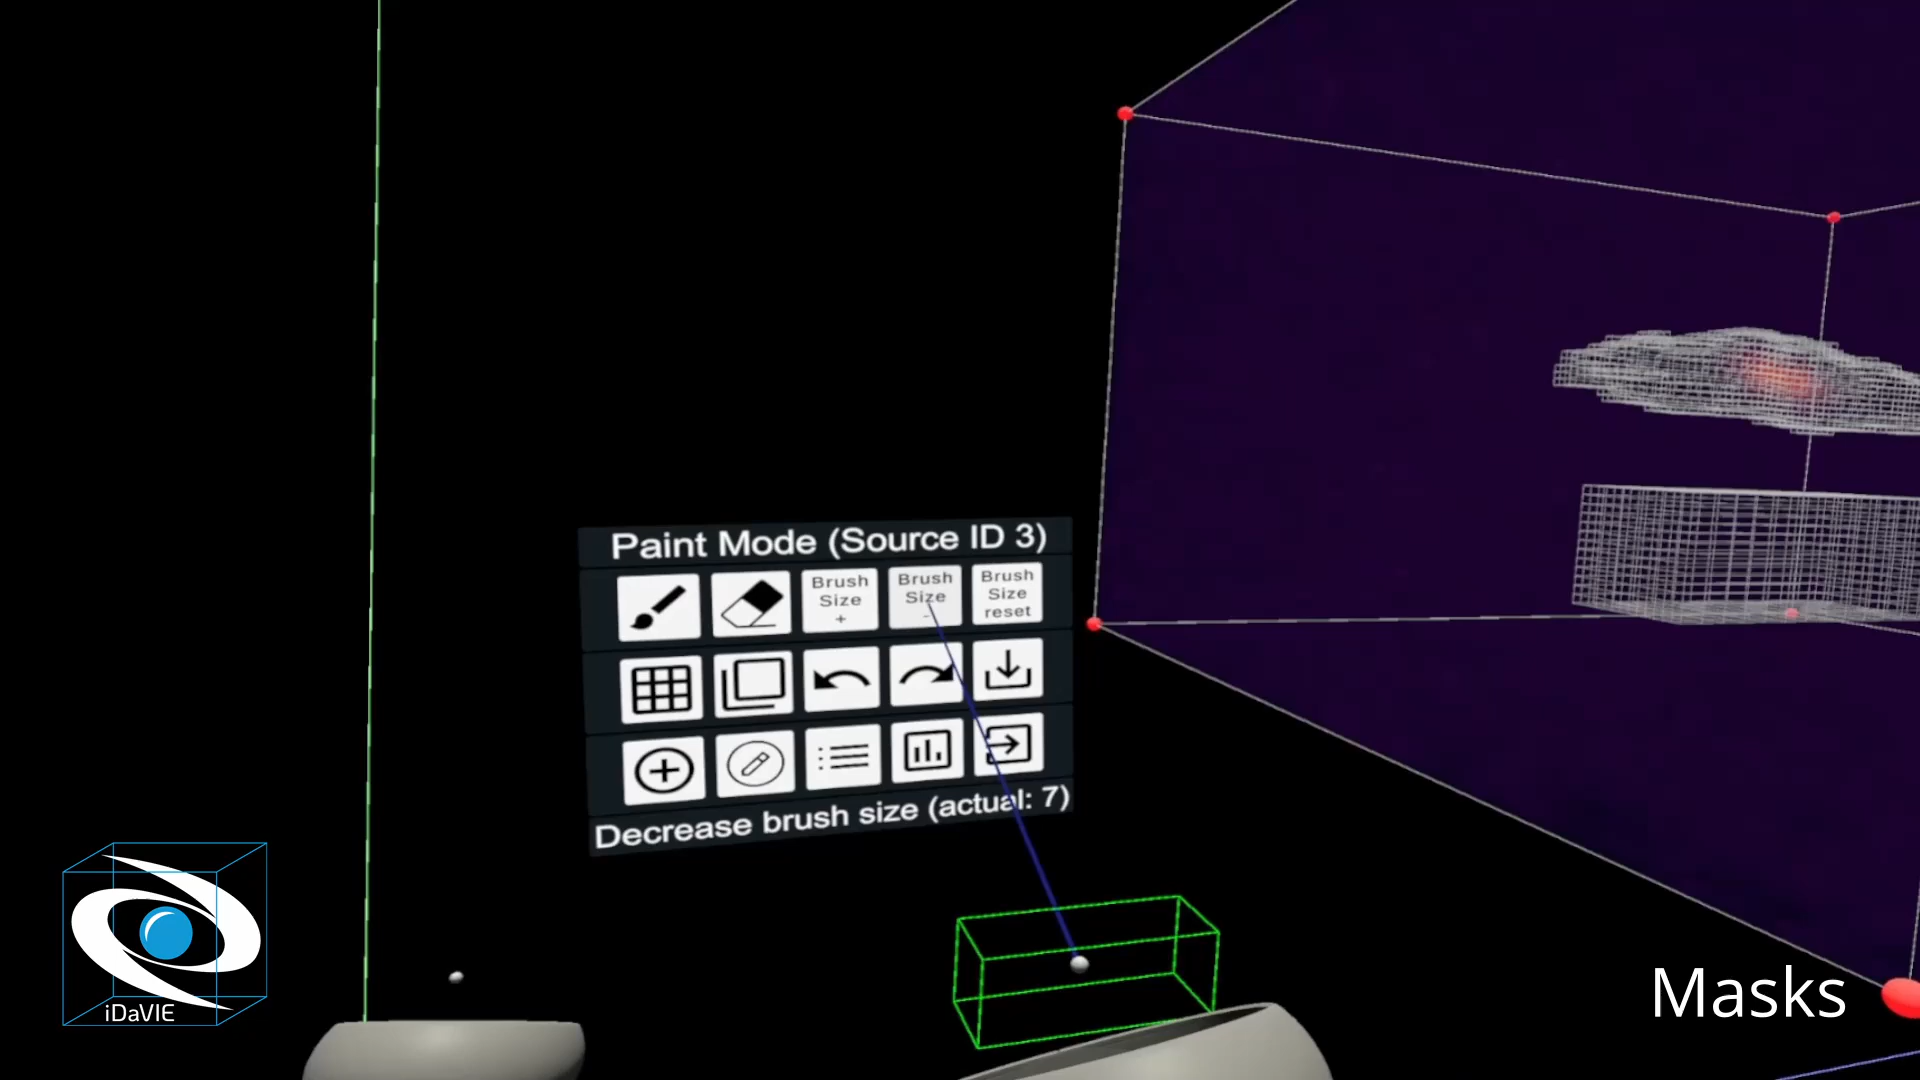 Paint Mode (Source ID 3)
Brush Size +
Brush Size -
Brush Size reset
Decrease brush size (actual: 7)
iDaVIE
Masks